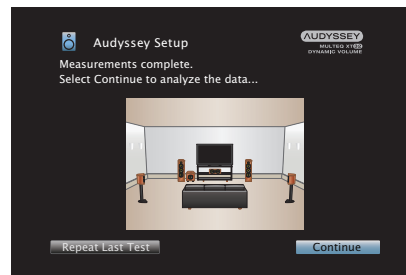 Audyssey Setup
AUDYSSEY
MULTEQ XT32
DYNAMIC VOLUME
Measurements complete.
Select Continue to analyze the data...
Repeat Last Test
Continue